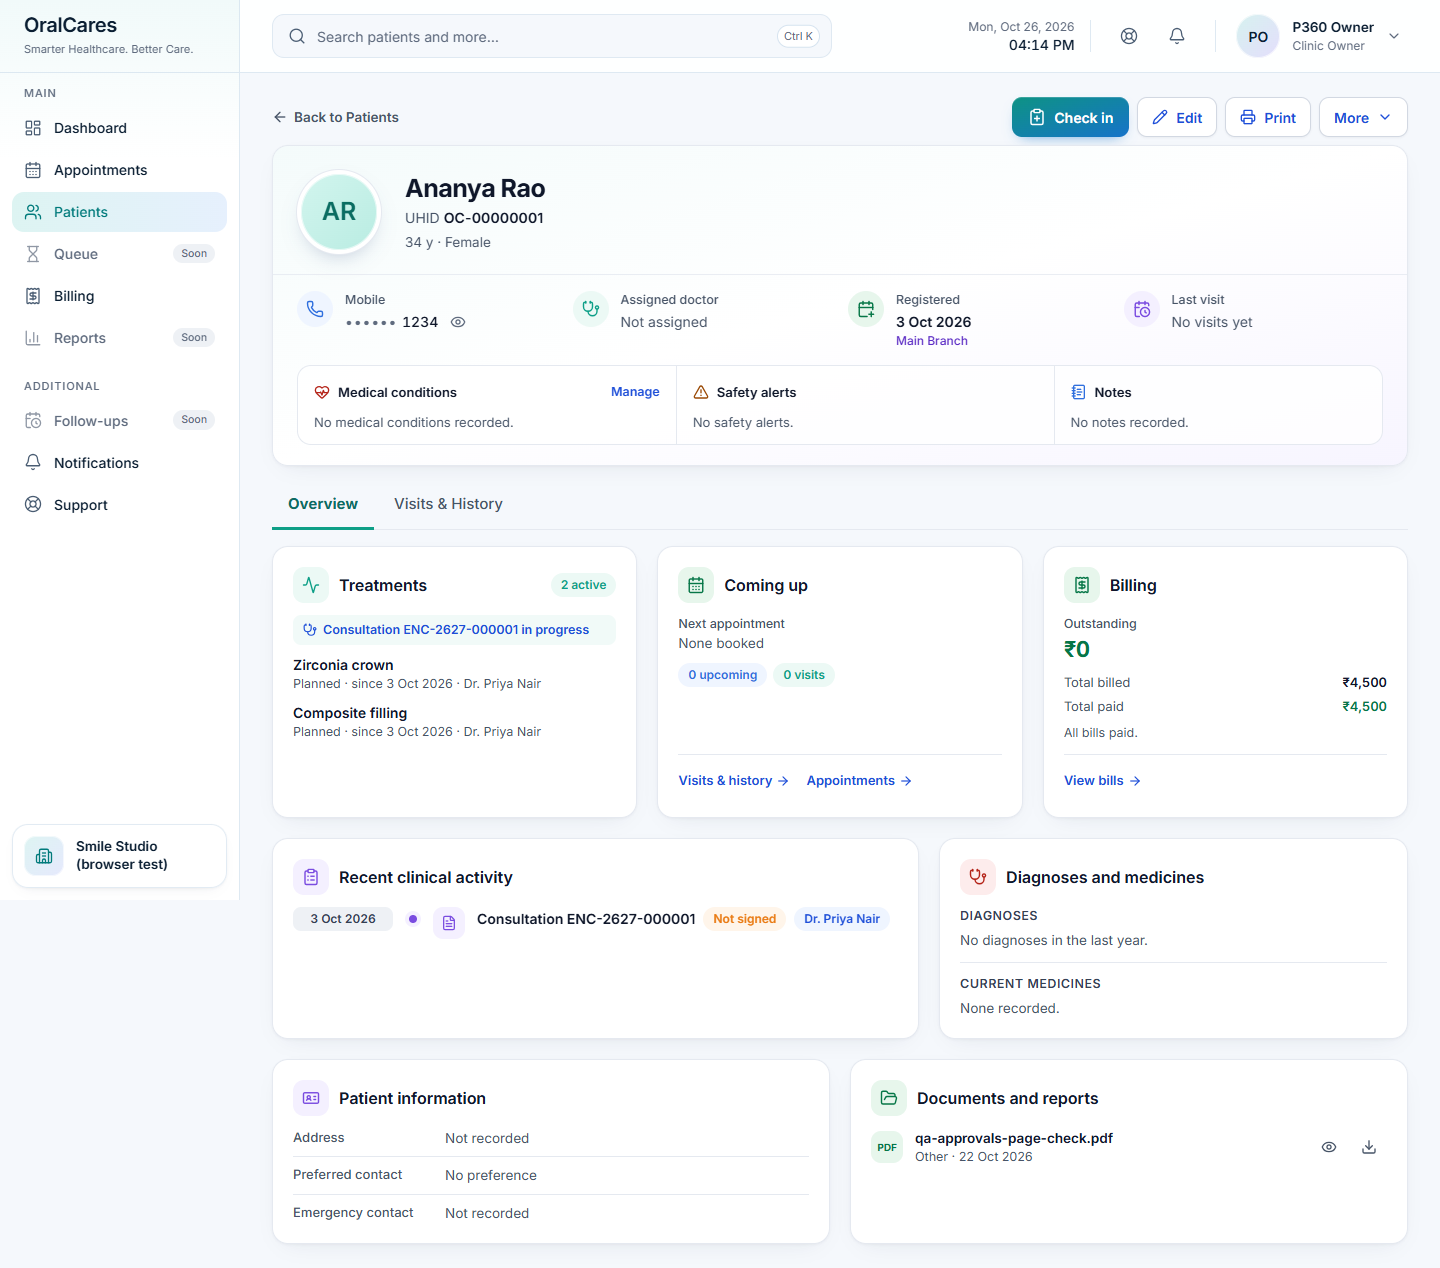 OralCares
Smarter Healthcare. Better Care.
MAIN
Dashboard
Appointments
Patients
Queue Soon
Billing
Reports Soon
ADDITIONAL
Follow-ups Soon
Notifications
Support
Smile Studio
(browser test)
Search patients and more... Ctrl K
Mon, Oct 26, 2026
04:14 PM
PO
P360 Owner
Clinic Owner
Back to Patients
Check in Edit Print More
AR
Ananya Rao
UHID OC-00000001
34 y · Female
Mobile
•••••• 1234
Assigned doctor
Not assigned
Registered
3 Oct 2026
Main Branch
Last visit
No visits yet
Medical conditions Manage
No medical conditions recorded.
Safety alerts
No safety alerts.
Notes
No notes recorded.
Overview Visits & History
Treatments 2 active
Consultation ENC-2627-000001 in progress
Zirconia crown
Planned · since 3 Oct 2026 · Dr. Priya Nair
Composite filling
Planned · since 3 Oct 2026 · Dr. Priya Nair
Coming up
Next appointment
None booked
0 upcoming 0 visits
Visits & history → Appointments →
Billing
Outstanding
₹0
Total billed ₹4,500
Total paid ₹4,500
All bills paid.
View bills →
Recent clinical activity
3 Oct 2026 Consultation ENC-2627-000001 Not signed Dr. Priya Nair
Diagnoses and medicines
DIAGNOSES
No diagnoses in the last year.
CURRENT MEDICINES
None recorded.
Patient information
Address Not recorded
Preferred contact No preference
Emergency contact Not recorded
Documents and reports
PDF
qa-approvals-page-check.pdf
Other · 22 Oct 2026